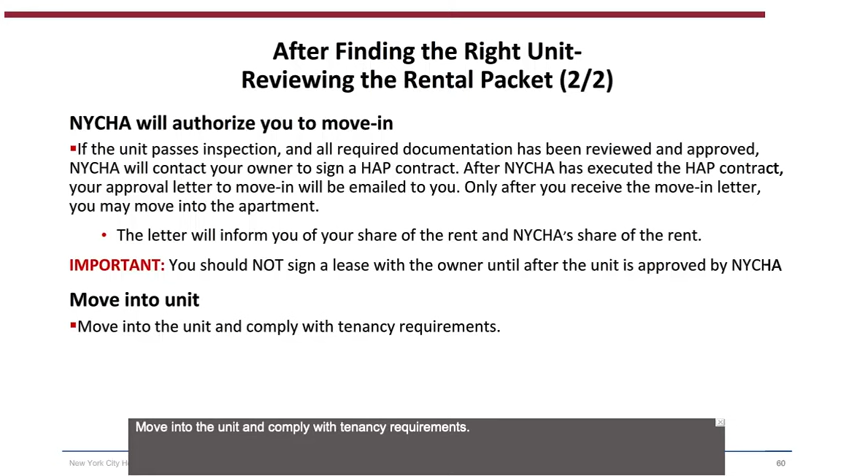 After Finding the Right Unit-
Reviewing the Rental Packet (2/2)
NYCHA will authorize you to move-in
▪If the unit passes inspection, and all required documentation has been reviewed and approved,
NYCHA will contact your owner to sign a HAP contract. After NYCHA has executed the HAP contract,
your approval letter to move-in will be emailed to you. Only after you receive the move-in letter,
you may move into the apartment.
• The letter will inform you of your share of the rent and NYCHA's share of the rent.
IMPORTANT: You should NOT sign a lease with the owner until after the unit is approved by NYCHA
Move into unit
▪Move into the unit and comply with tenancy requirements.
Move into the unit and comply with tenancy requirements.
New York City
60